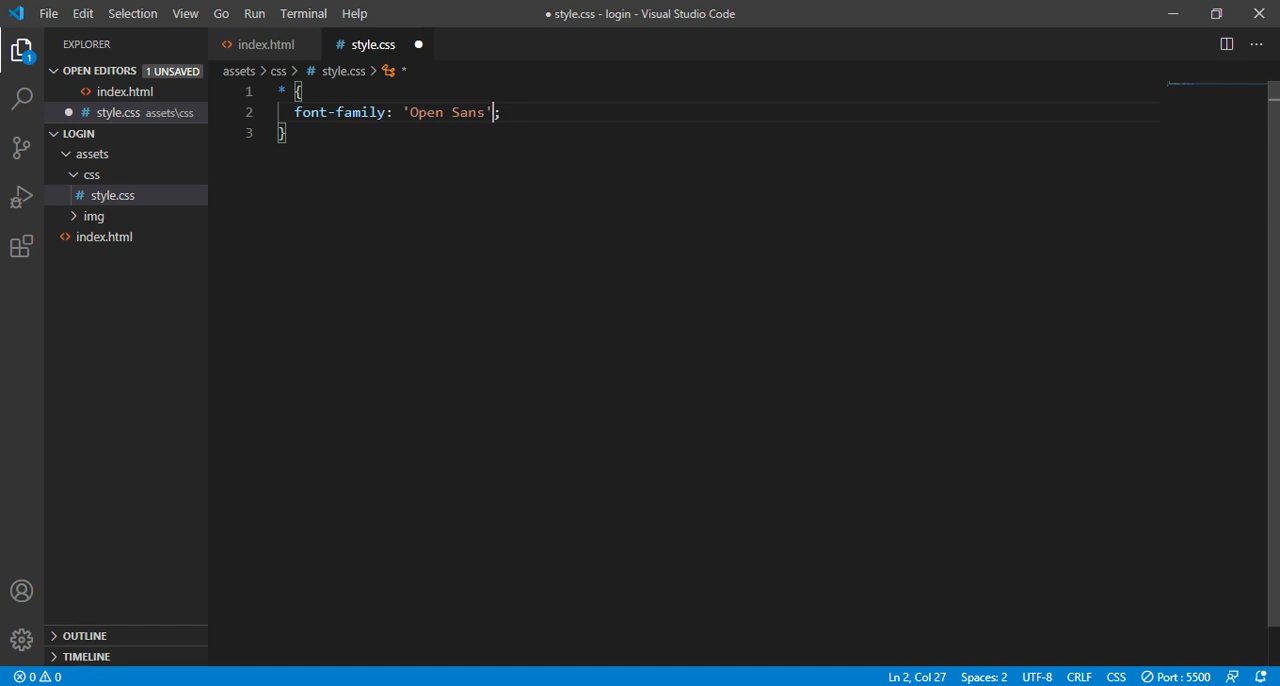 File Edit Selection View Go Run Terminal Help ● style.css - login - Visual Studio Code
EXPLORER <> index.html # style.css ●
OPEN EDITORS 1 UNSAVED assets > css > # style.css > *
<> index.html
● # style.css assets\css
LOGIN
assets
css
# style.css
img
<> index.html
1 * {
2 font-family: 'Open Sans';
3 }
1
OUTLINE
TIMELINE
0 0 Ln 2, Col 27 Spaces: 2 UTF-8 CRLF CSS Port : 5500